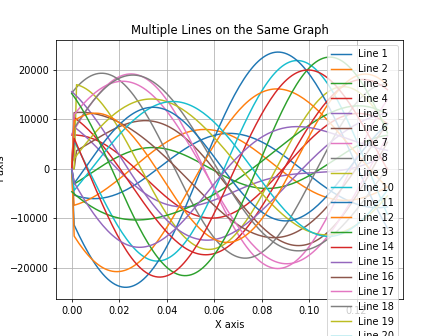 Multiple Lines on the Same Graph
20000
10000
0
−10000
−20000
0.00 0.02 0.04 0.06 0.08 0.10
X axis
Line 1
Line 2
Line 3
Line 4
Line 5
Line 6
Line 7
Line 8
Line 9
Line 10
Line 11
Line 12
Line 13
Line 14
Line 15
Line 16
Line 17
Line 18
Line 19